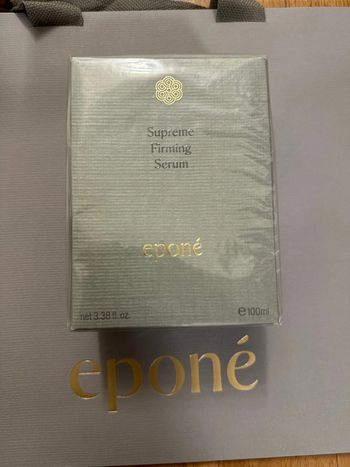 Supreme
Firming
Serum
eponé
net 3.38 fl. oz.
e 100ml
eponé